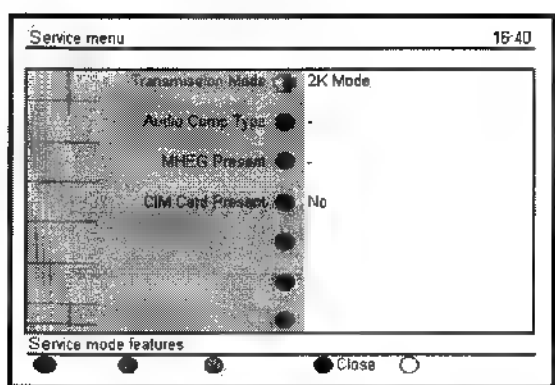 Service menu 16:40
Transmission Mode 2K Mode
Audio Comp Type -
MHEG Present -
CIM Card Present No
Service mode features
Close